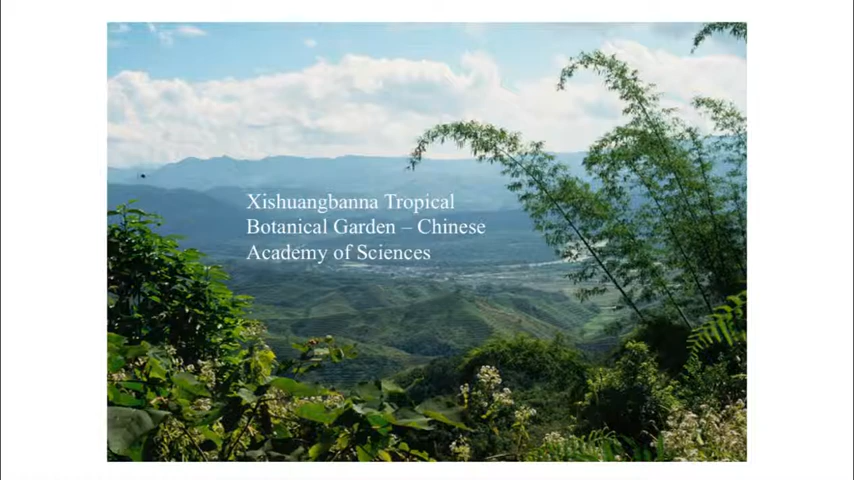 Xishuangbanna Tropical
Botanical Garden – Chinese
Academy of Sciences